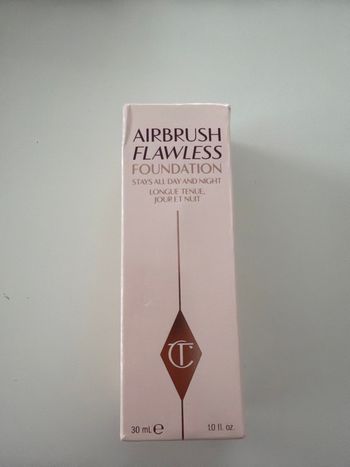 AIRBRUSH
FLAWLESS
FOUNDATION
STAYS ALL DAY AND NIGHT
LONGUE TENUE,
JOUR ET NUIT
CT
30 mL ℮ 1.0 fl. oz.